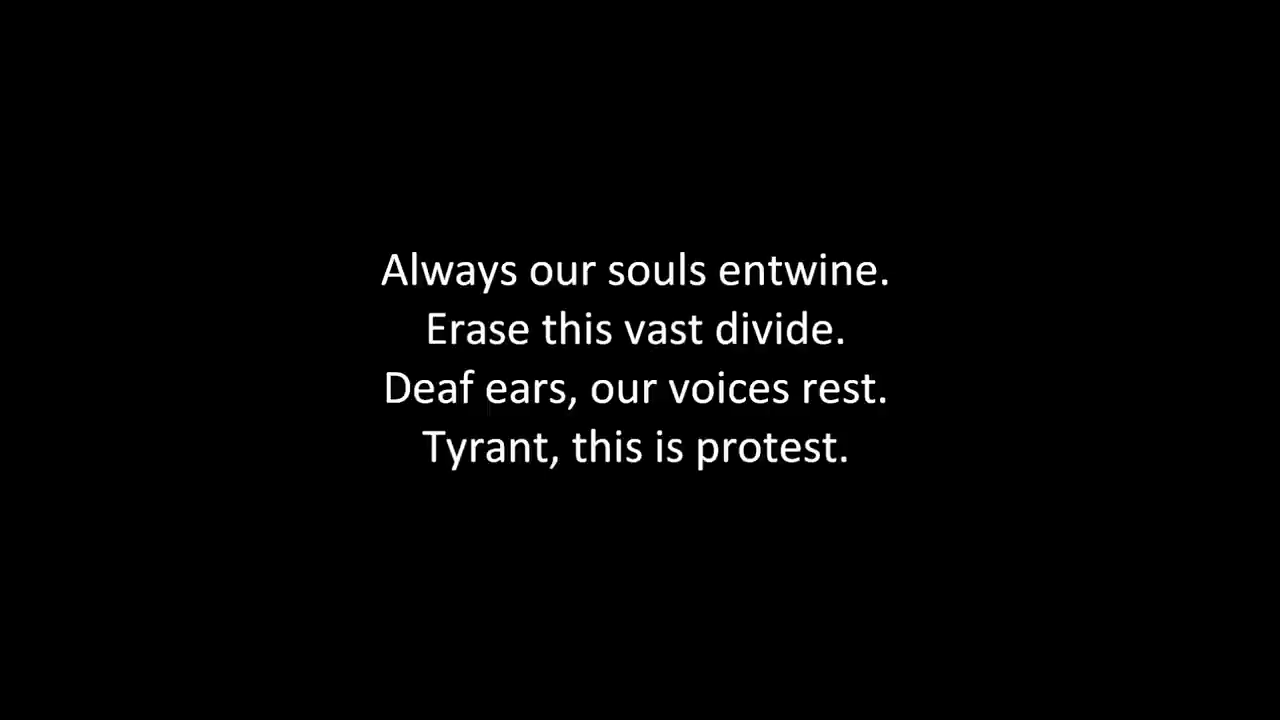 Always our souls entwine.
Erase this vast divide.
Deaf ears, our voices rest.
Tyrant, this is protest.